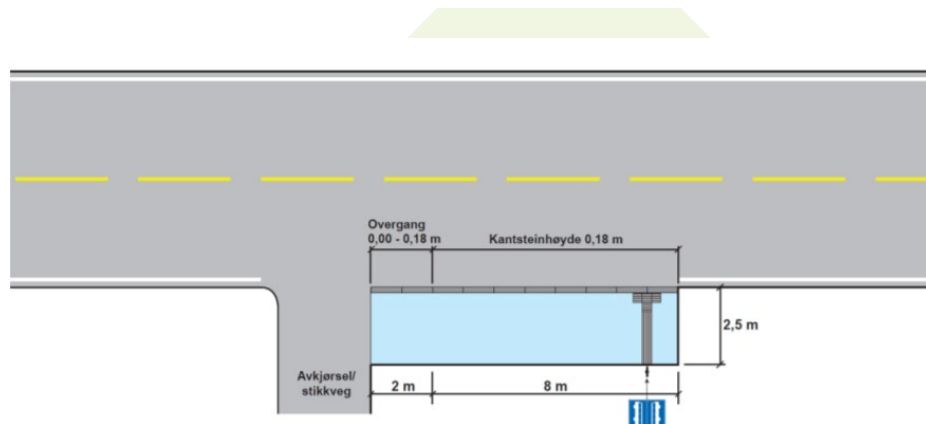 Overgang
0,00 - 0,18 m
Kantsteinhøyde 0,18 m
2,5 m
Avkjørsel/
stikkveg
2 m
8 m